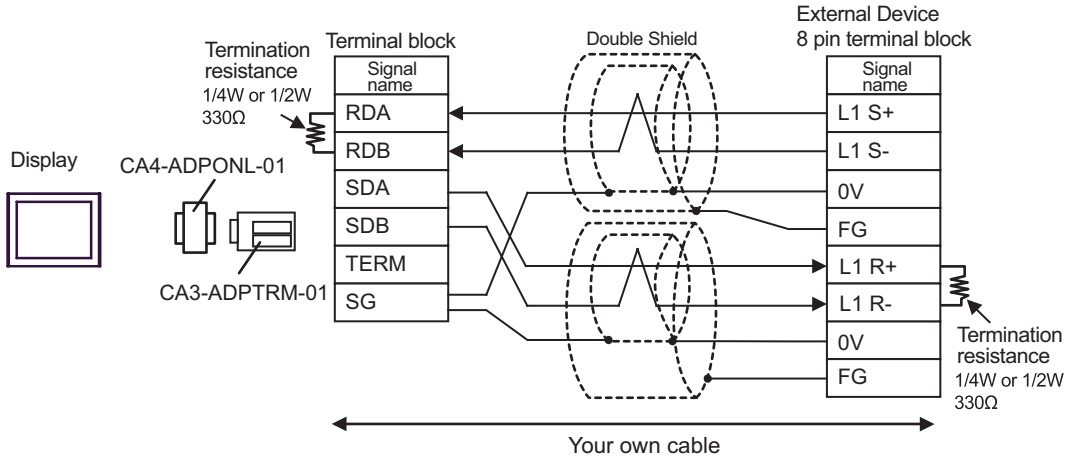 External Device
8 pin terminal block
Double Shield
Terminal block
Termination
resistance
1/4W or 1/2W
330Ω
Signal
name
RDA
RDB
SDA
SDB
TERM
SG
Signal
name
L1 S+
L1 S-
0V
FG
L1 R+
L1 R-
0V
FG
Display
CA4-ADPONL-01
CA3-ADPTRM-01
Termination
resistance
1/4W or 1/2W
330Ω
Your own cable